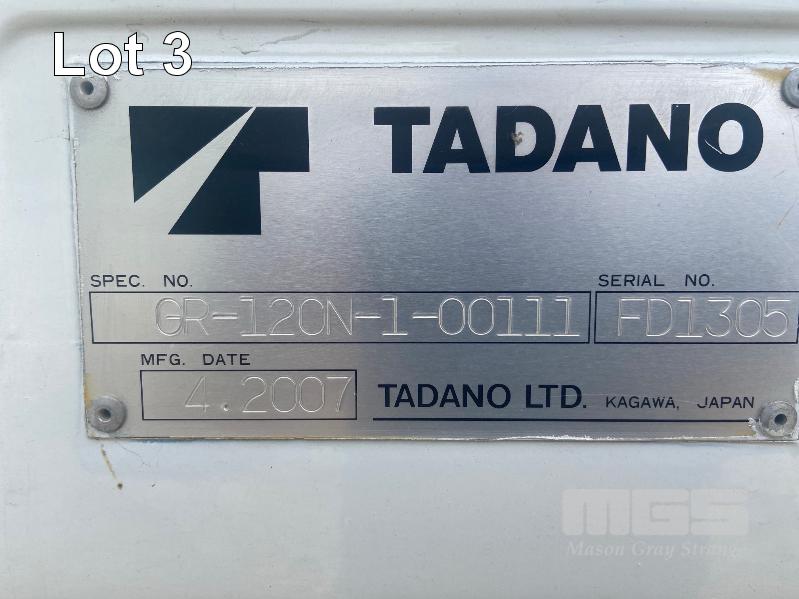 Lot 3
TADANO
SPEC. NO. SERIAL NO.
GR-120N-1-00111 FD1305
MFG. DATE
4.2007 TADANO LTD. KAGAWA, JAPAN
MGS
Mason Gray Strange